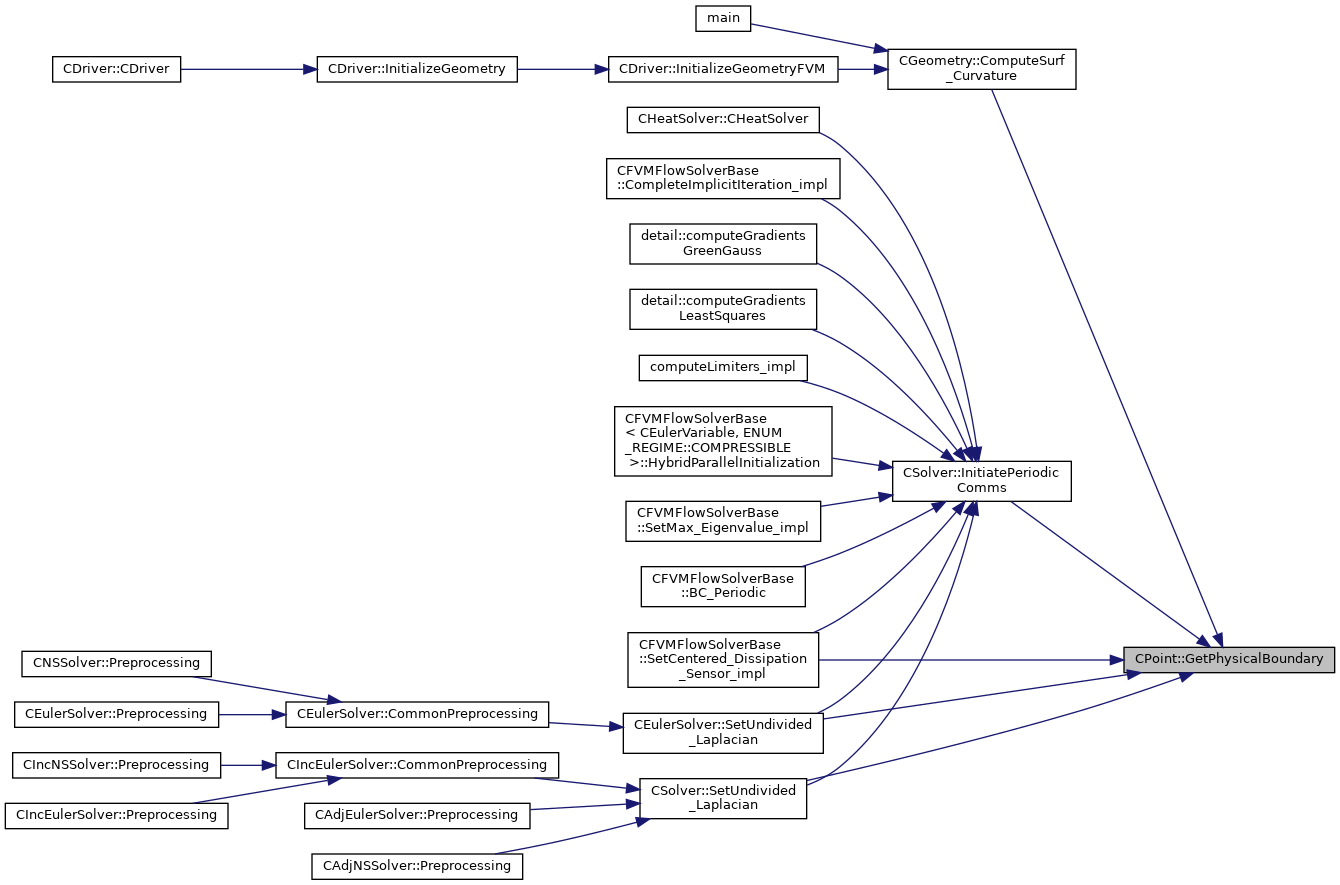 main
CGeometry::ComputeSurf
_Curvature
CDriver::CDriver
CDriver::InitializeGeometry
CDriver::InitializeGeometryFVM
CHeatSolver::CHeatSolver
CFVMFlowSolverBase
::CompleteImplicitIteration_impl
detail::computeGradients
GreenGauss
detail::computeGradients
LeastSquares
computeLimiters_impl
CFVMFlowSolverBase
< CEulerVariable, ENUM
_REGIME::COMPRESSIBLE
>::HybridParallelInitialization
CSolver::InitiatePeriodic
Comms
CFVMFlowSolverBase
::SetMax_Eigenvalue_impl
CFVMFlowSolverBase
::BC_Periodic
CFVMFlowSolverBase
::SetCentered_Dissipation
_Sensor_impl
CPoint::GetPhysicalBoundary
CNSSolver::Preprocessing
CEulerSolver::Preprocessing
CEulerSolver::CommonPreprocessing
CEulerSolver::SetUndivided
_Laplacian
CIncNSSolver::Preprocessing
CIncEulerSolver::CommonPreprocessing
CSolver::SetUndivided
_Laplacian
CIncEulerSolver::Preprocessing
CAdjEulerSolver::Preprocessing
CAdjNSSolver::Preprocessing